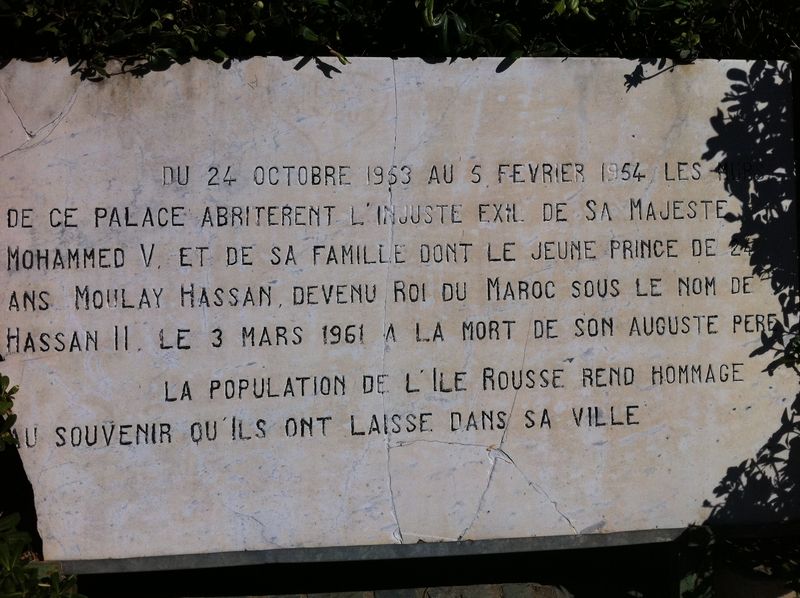 DU 24 OCTOBRE 1953 AU 5 FEVRIER 1954 LES
DE CE PALACE ABRITERENT L'INJUSTE EXIL DE SA MAJESTE
MOHAMMED V. ET DE SA FAMILLE DONT LE JEUNE PRINCE DE
ANS MOULAY HASSAN, DEVENU ROI DU MAROC SOUS LE NOM DE
HASSAN II. LE 3 MARS 1961 A LA MORT DE SON AUGUSTE PERE
LA POPULATION DE L'ILE ROUSSE REND HOMMAGE
AU SOUVENIR QU'ILS ONT LAISSE DANS SA VILLE